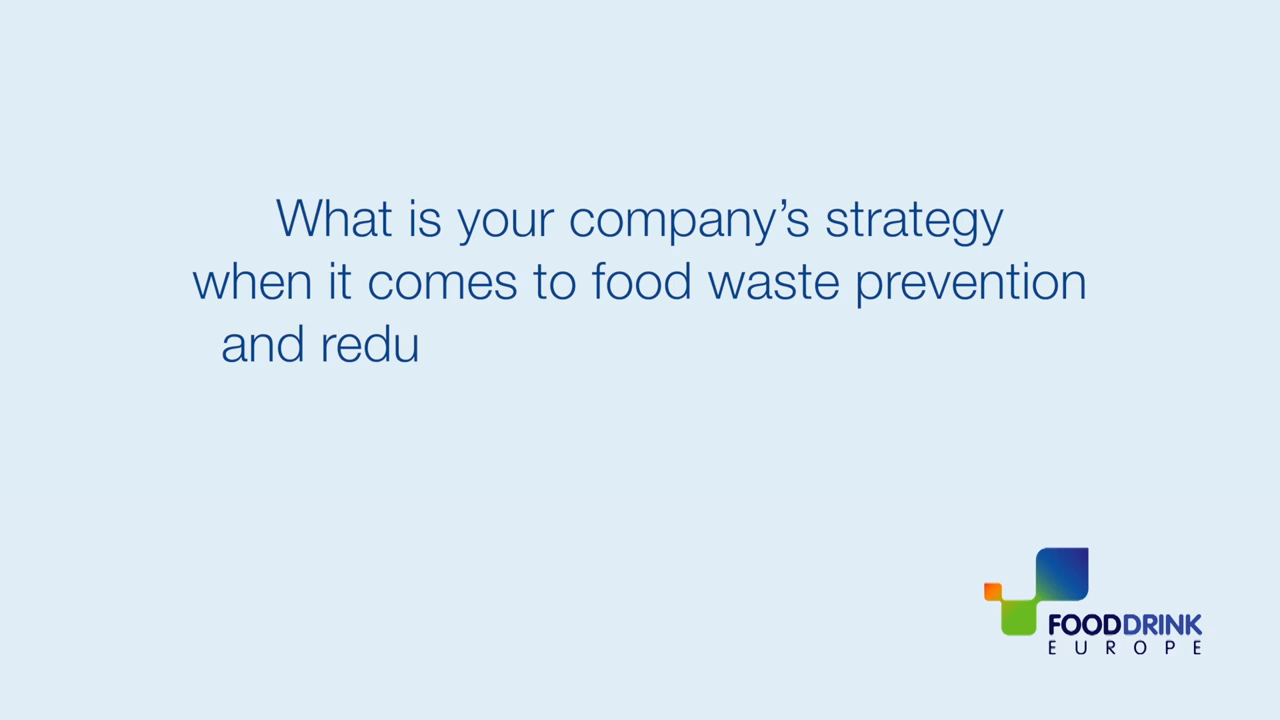 What is your company’s strategy
when it comes to food waste prevention
and redu
FOODDRINK
EUROPE